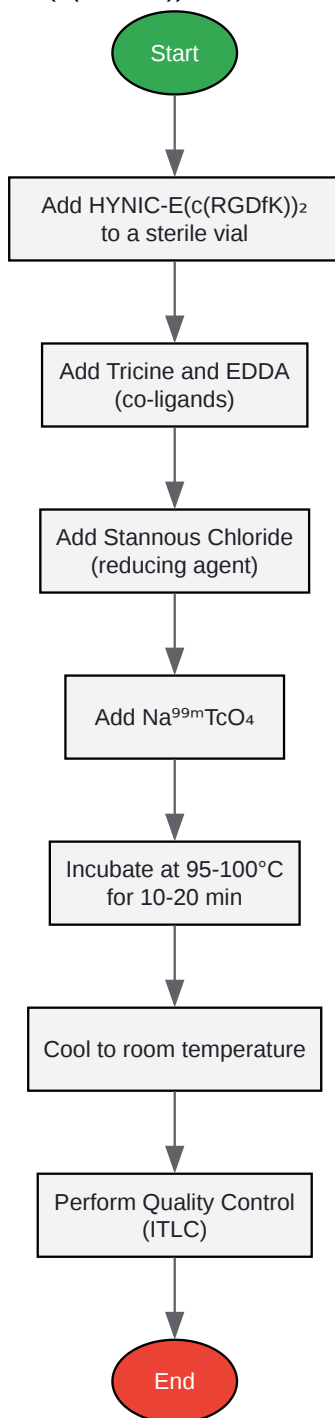 Start
Add HYNIC-E(c(RGDfK))₂
to a sterile vial
Add Tricine and EDDA
(co-ligands)
Add Stannous Chloride
(reducing agent)
Add Na⁹⁹ᵐTcO₄
Incubate at 95-100°C
for 10-20 min
Cool to room temperature
Perform Quality Control
(ITLC)
End